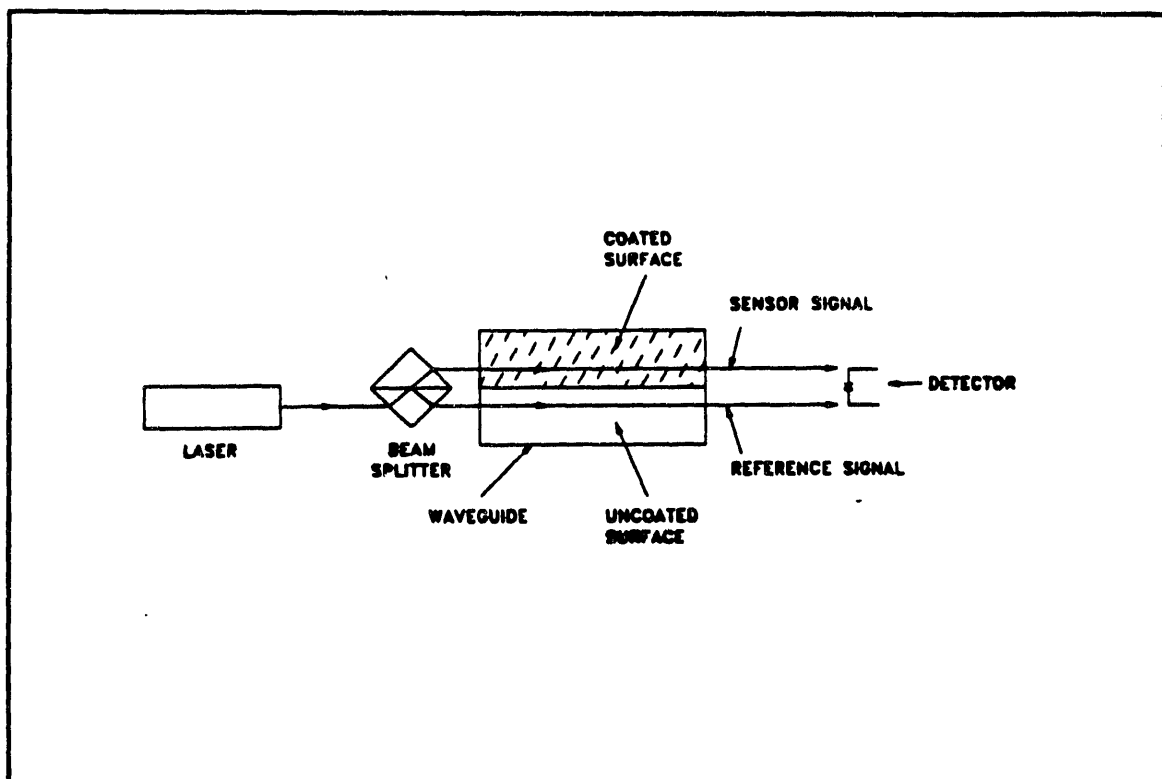 COATED
SURFACE
SENSOR SIGNAL
DETECTOR
LASER
BEAM
SPLITTER
REFERENCE SIGNAL
WAVEGUIDE
UNCOATED
SURFACE